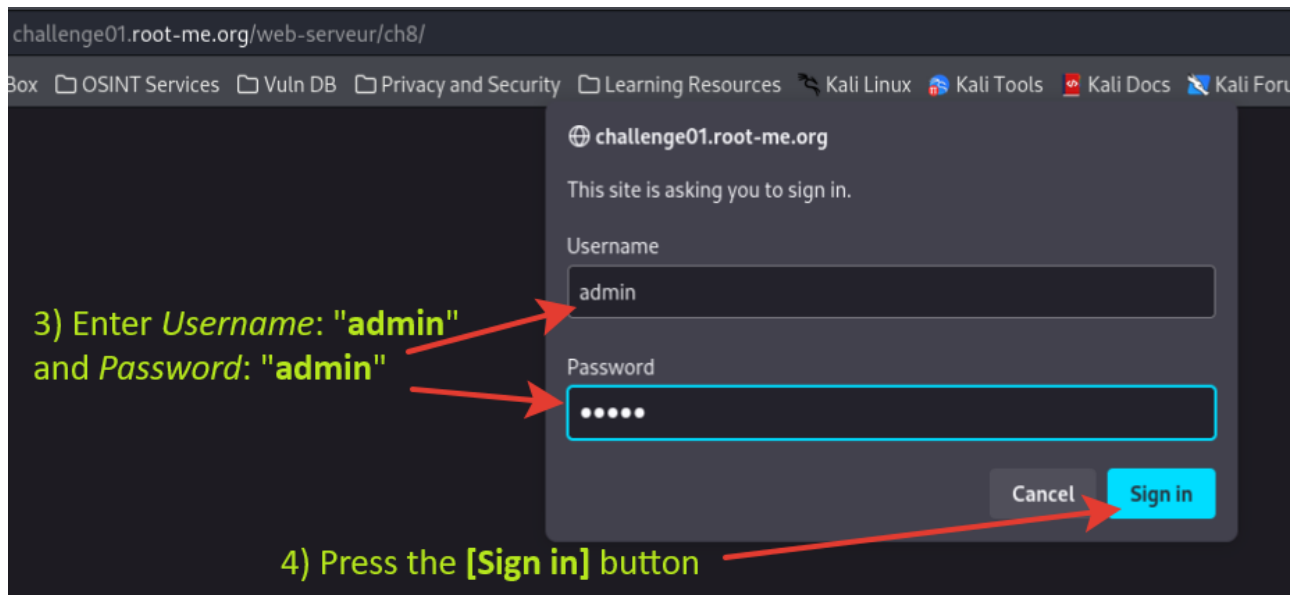 challenge01.root-me.org/web-serveur/ch8/
Box OSINT Services Vuln DB Privacy and Security Learning Resources Kali Linux Kali Tools Kali Docs Kali Foru
challenge01.root-me.org
This site is asking you to sign in.
Username
admin
3) Enter Username: "admin"
and Password: "admin"
Password
•••••
Cancel Sign in
4) Press the [Sign in] button